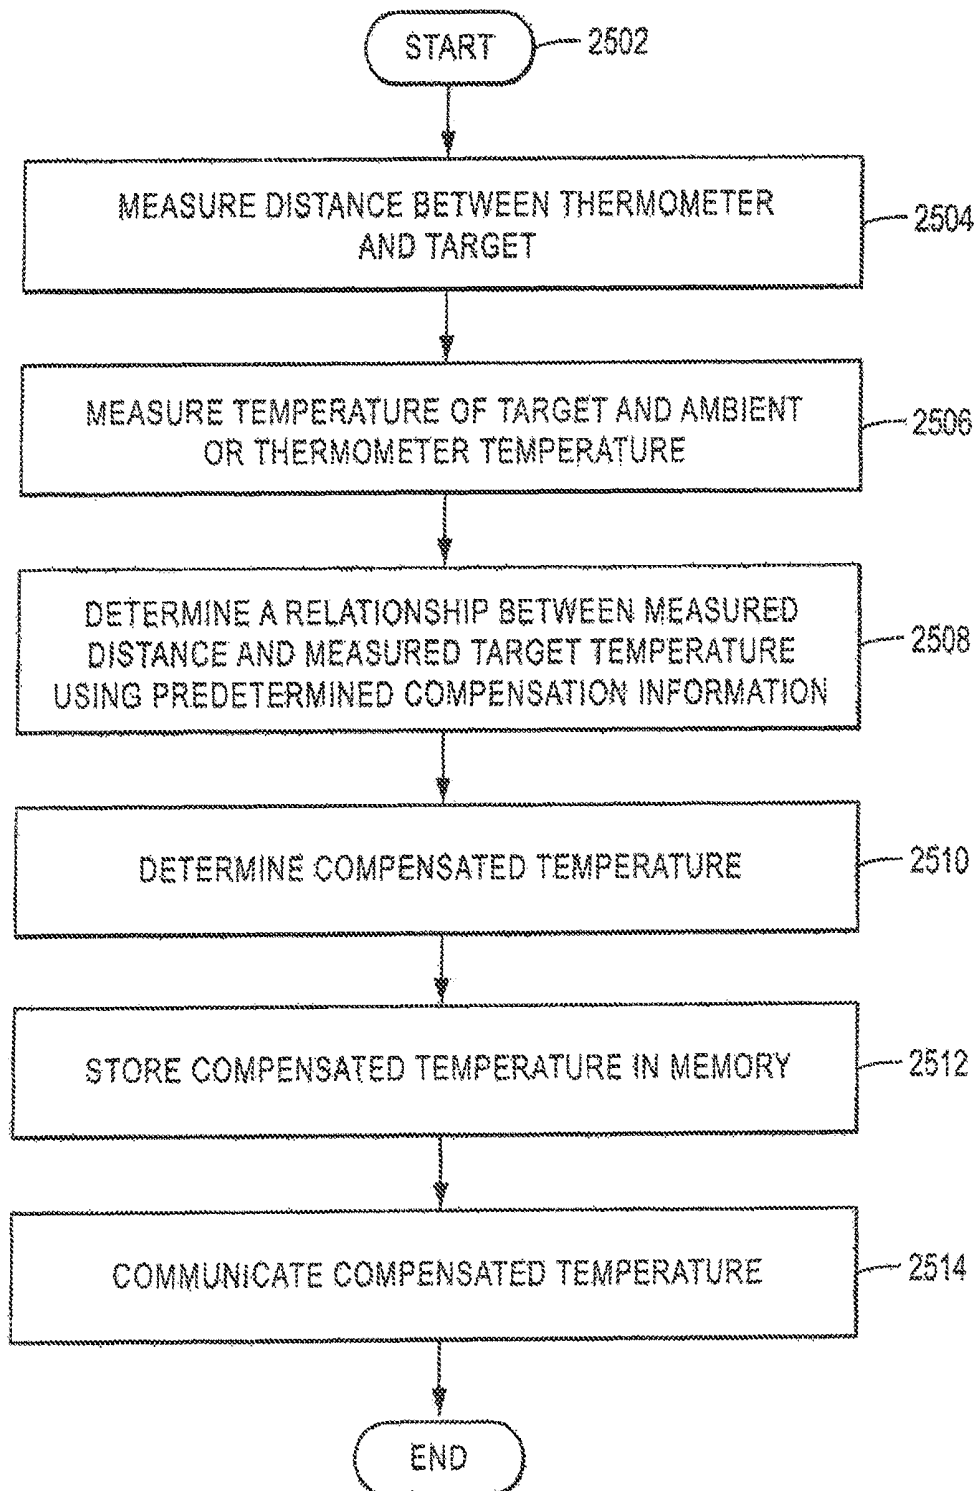 START
2502
MEASURE DISTANCE BETWEEN THERMOMETER
AND TARGET
2504
MEASURE TEMPERATURE OF TARGET AND AMBIENT
OR THERMOMETER TEMPERATURE
2506
DETERMINE A RELATIONSHIP BETWEEN MEASURED
DISTANCE AND MEASURED TARGET TEMPERATURE
USING PREDETERMINED COMPENSATION INFORMATION
2508
DETERMINE COMPENSATED TEMPERATURE
2510
STORE COMPENSATED TEMPERATURE IN MEMORY
2512
COMMUNICATE COMPENSATED TEMPERATURE
2514
END